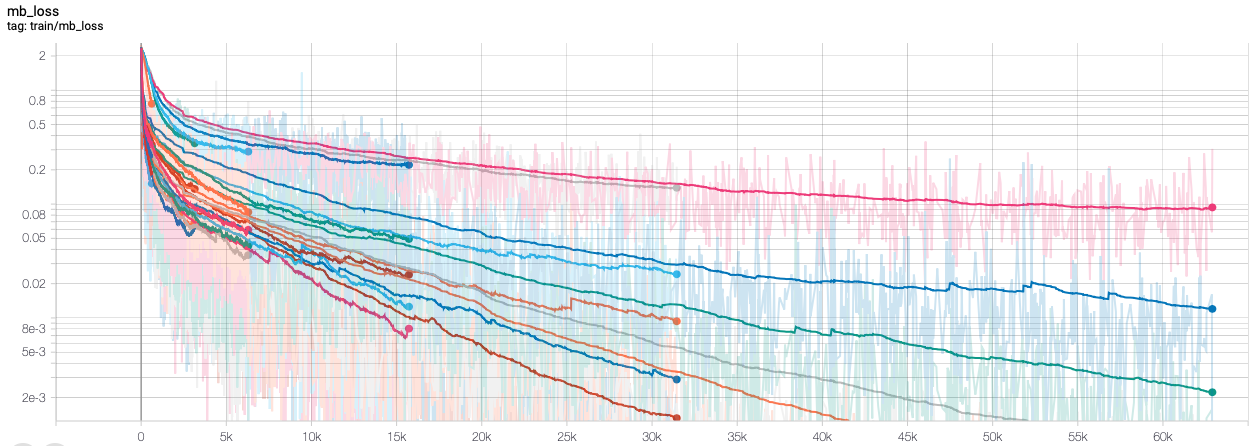 mb_loss
tag: train/mb_loss
2
0.8
0.5
0.2
0.08
0.05
0.02
8e-3
5e-3
2e-3
0 5k 10k 15k 20k 25k 30k 35k 40k 45k 50k 55k 60k